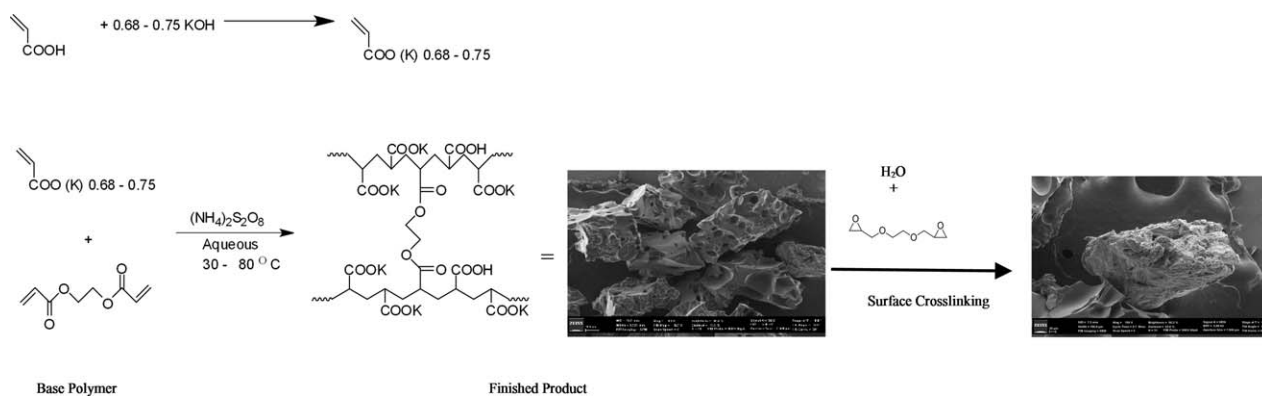 COOH
+ 0.68 - 0.75 KOH
COO (K) 0.68 - 0.75
COO (K) 0.68 - 0.75
+
O
O
O
O
(NH₄)₂S₂O₈
Aqueous
30 - 80 ° C
COOK
COOK
COOH
COOK
COOK
O
O
O
O
COOK
COOH
COOK
COOK
=
H₂O
+
O
O
O
O
Surface Crosslinking
Base Polymer
Finished Product